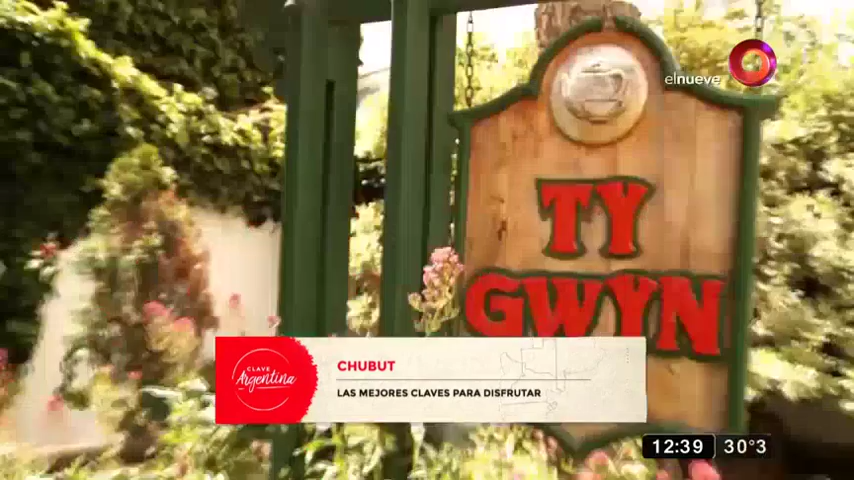 elnueve
TY
GWYN
CLAVE
Argentina
CHUBUT
LAS MEJORES CLAVES PARA DISFRUTAR
12:39
30°3